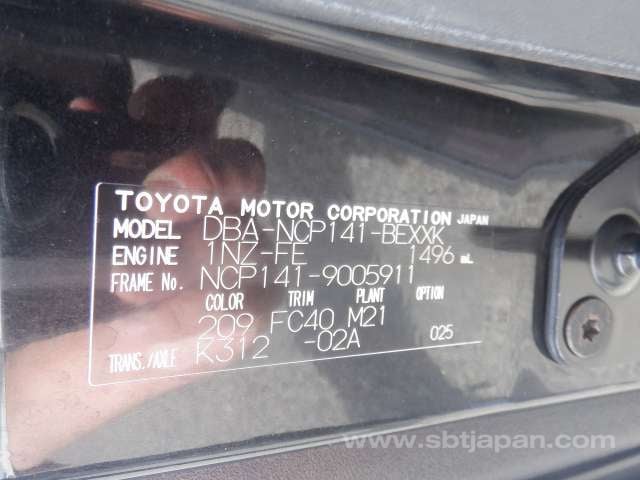 TOYOTA MOTOR CORPORATION JAPAN
MODEL DBA-NCP141-BEXXK
ENGINE 1NZ-FE 1496 mL
FRAME No. NCP141-9005911
COLOR TRIM PLANT OPTION
209 FC40 M21
TRANS./AXLE K312 -02A 025
www.sbtjapan.com